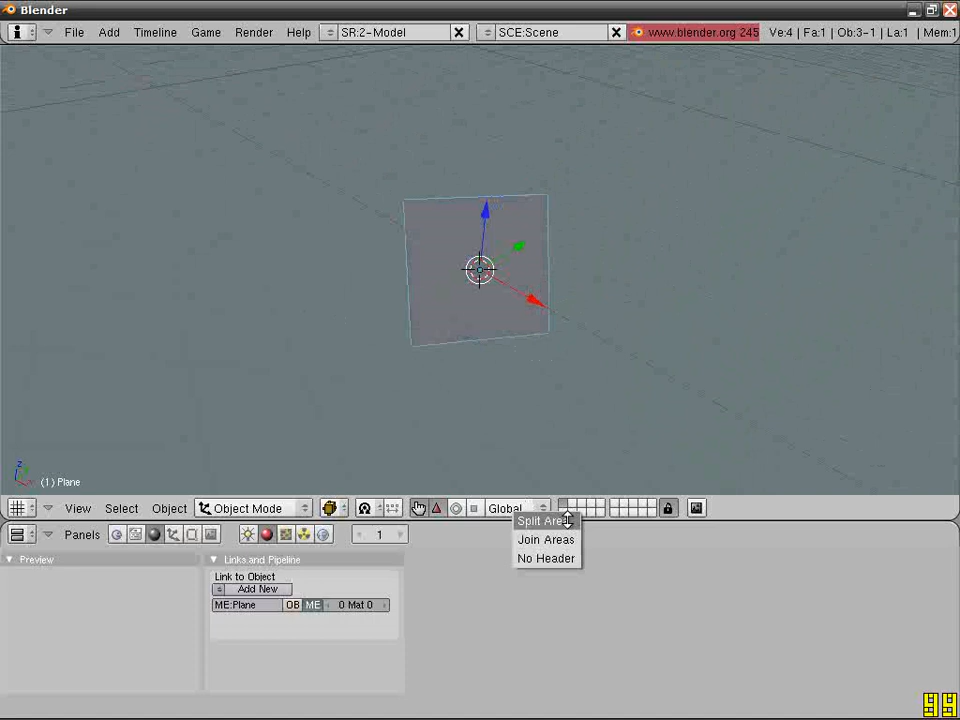 Blender
File Add Timeline Game Render Help SR:2-Model SCE:Scene www.blender.org 245 Ve:4 | Fa:1 | Ob:3-1 | La:1 | Mem:1
z
(1) Plane
View Select Object Object Mode Global
Split Area
Join Areas
No Header
Panels 1
Preview
Links and Pipeline
Link to Object
Add New
ME:Plane OB ME 0 Mat 0
99